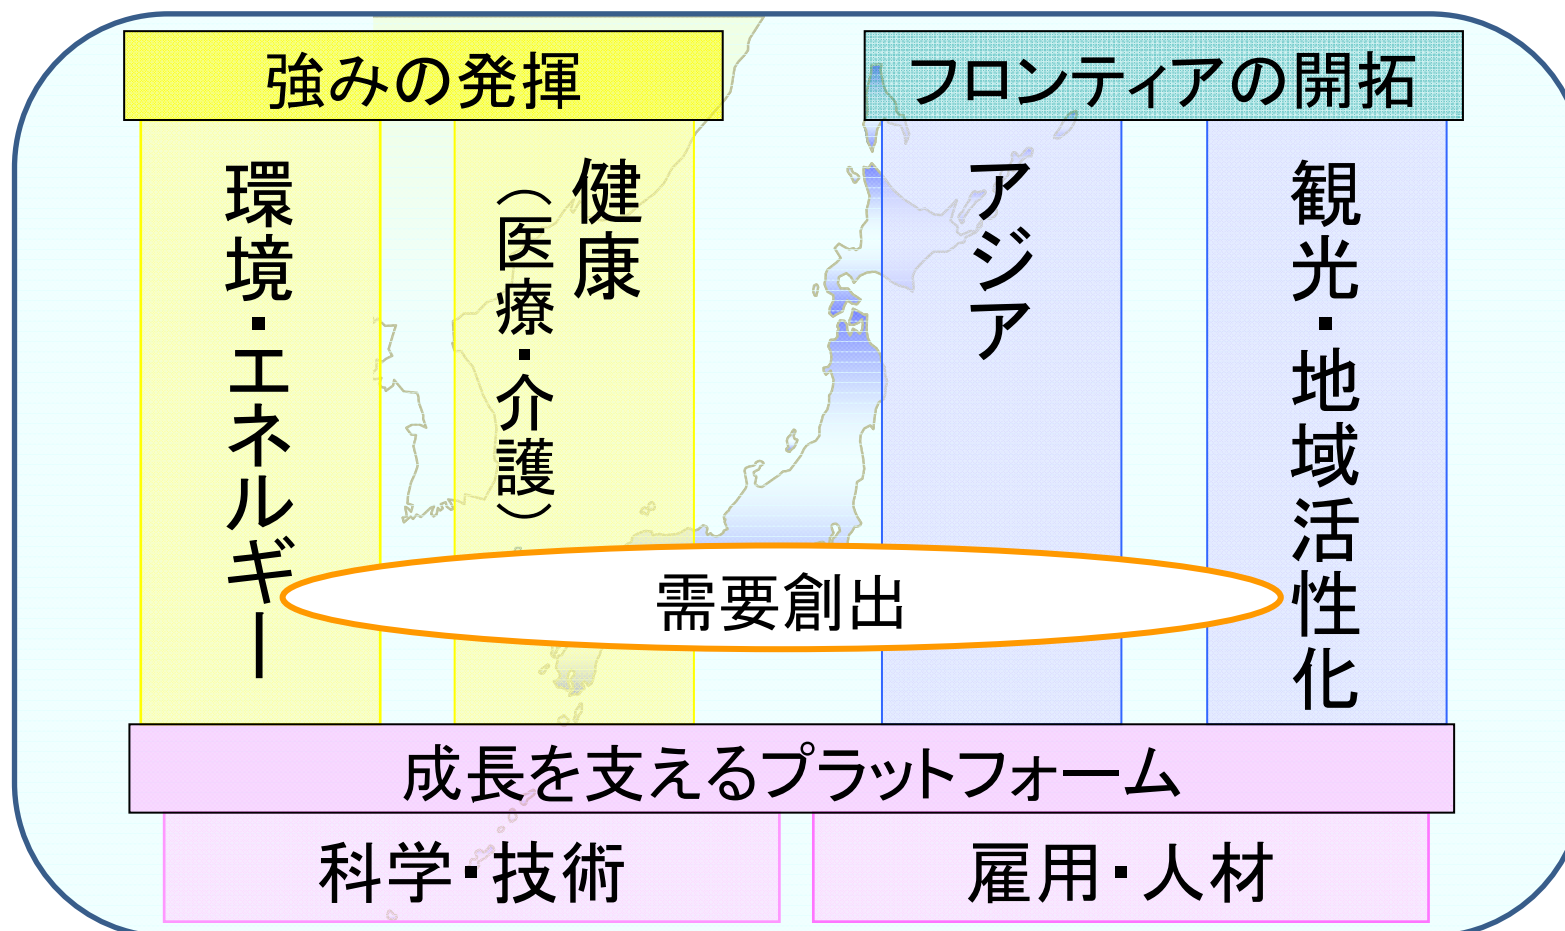 強みの発揮
フロンティアの開拓
環境・エネルギー
健康
（医療・介護）
アジア
観光・地域活性化
需要創出
成長を支えるプラットフォーム
科学・技術
雇用・人材